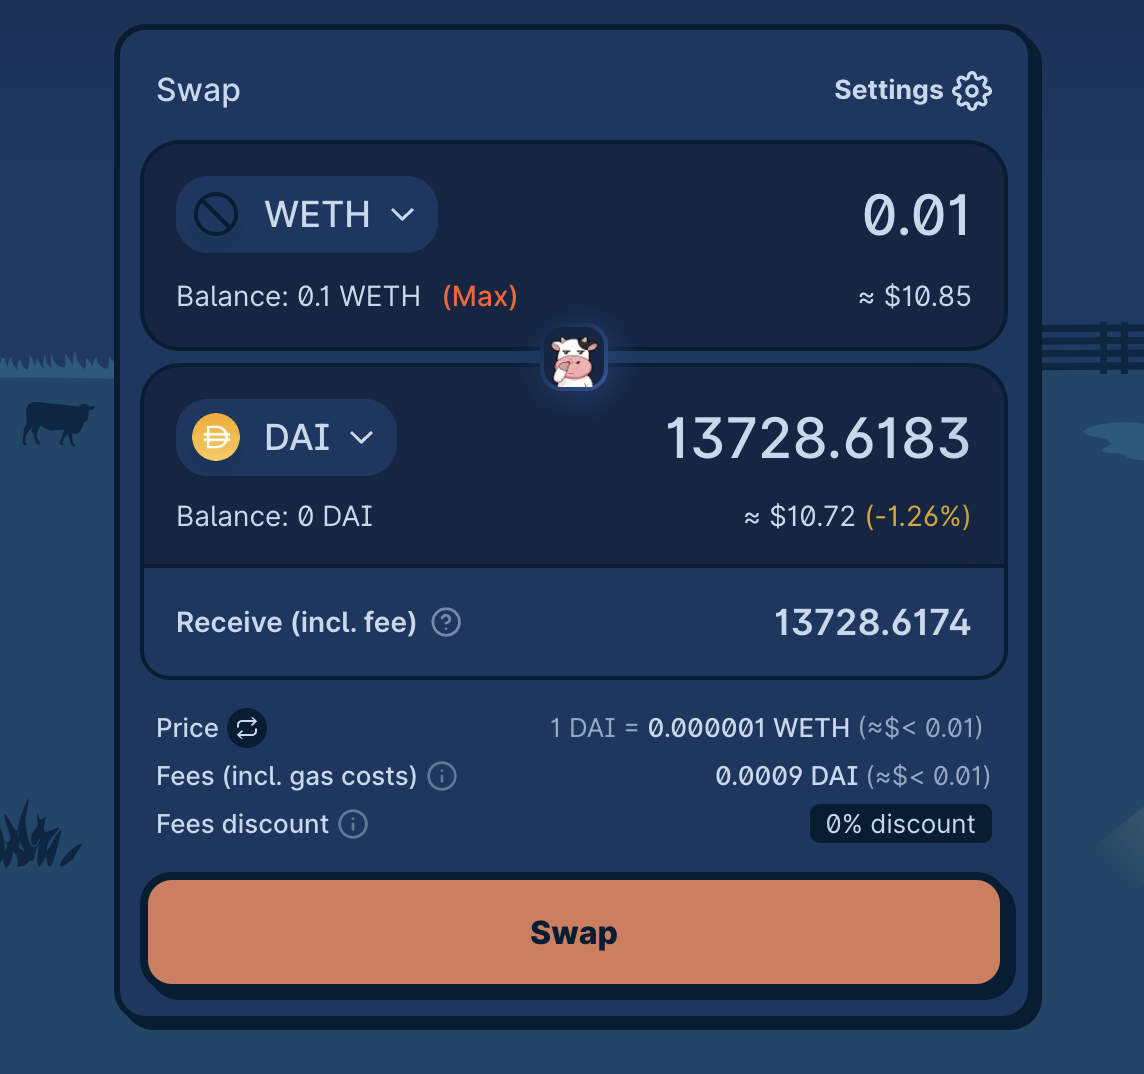 Swap
Settings
WETH
0.01
Balance: 0.1 WETH (Max)
≈ $10.85
DAI
13728.6183
Balance: 0 DAI
≈ $10.72 (-1.26%)
Receive (incl. fee) ?
13728.6174
Price
1 DAI = 0.000001 WETH (≈$< 0.01)
Fees (incl. gas costs) i
0.0009 DAI (≈$< 0.01)
Fees discount i
0% discount
Swap